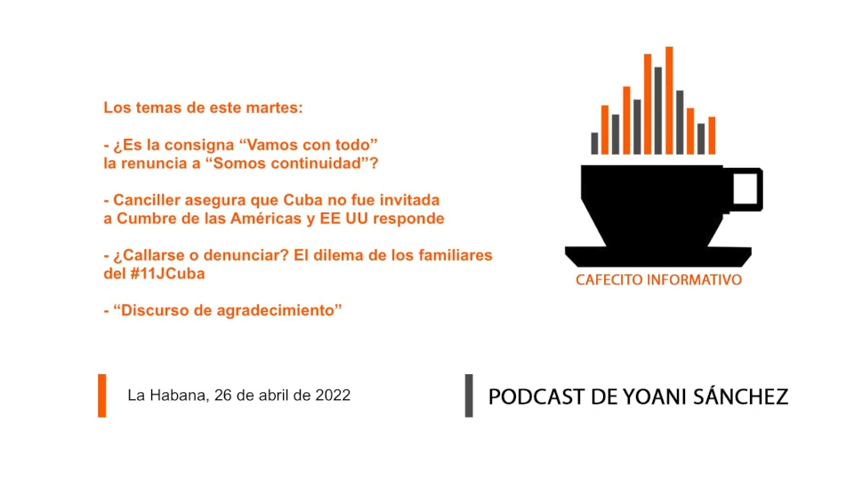 Los temas de este martes:
- ¿Es la consigna “Vamos con todo”
la renuncia a “Somos continuidad”?
- Canciller asegura que Cuba no fue invitada
a Cumbre de las Américas y EE UU responde
- ¿Callarse o denunciar? El dilema de los familiares
del #11JCuba
- “Discurso de agradecimiento”
CAFECITO INFORMATIVO
La Habana, 26 de abril de 2022
PODCAST DE YOANI SÁNCHEZ